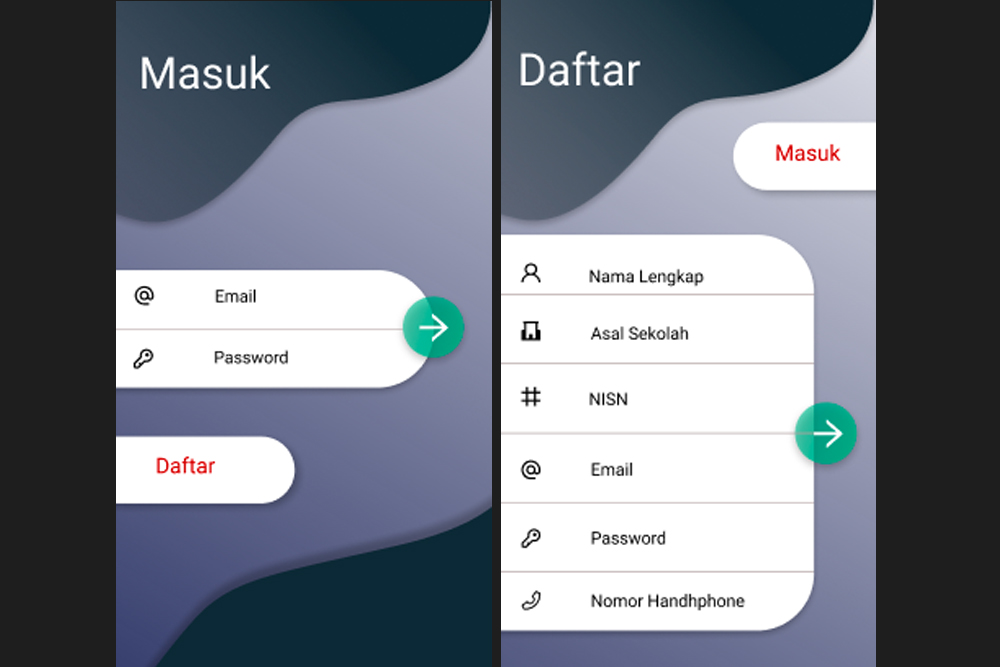 Masuk
Email
Password
Daftar
Daftar
Masuk
Nama Lengkap
Asal Sekolah
NISN
Email
Password
Nomor Handhphone